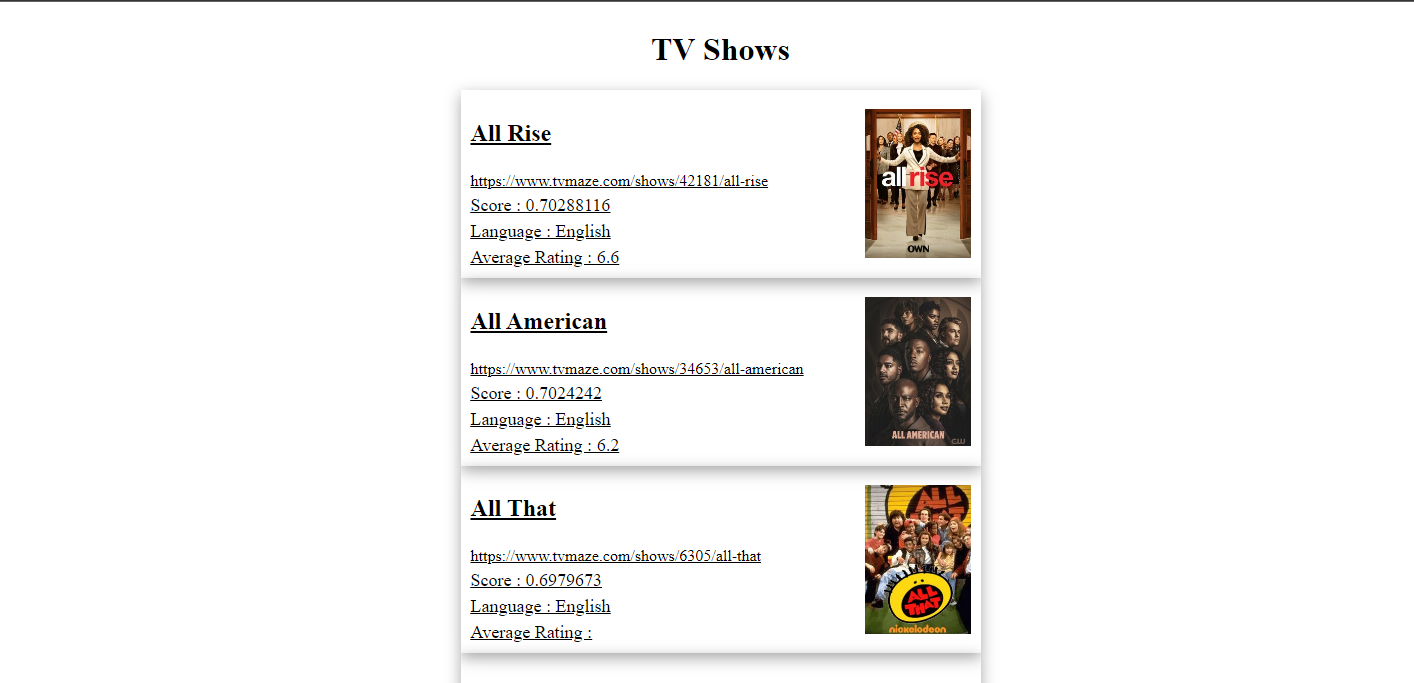 TV Shows
All Rise
https://www.tvmaze.com/shows/42181/all-rise
Score : 0.70288116
Language : English
Average Rating : 6.6
all rise
OWN
All American
https://www.tvmaze.com/shows/34653/all-american
Score : 0.7024242
Language : English
Average Rating : 6.2
ALL AMERICAN
CW
All That
https://www.tvmaze.com/shows/6305/all-that
Score : 0.6979673
Language : English
Average Rating :
ALL
THAT
ALL
THAT
nickelodeon